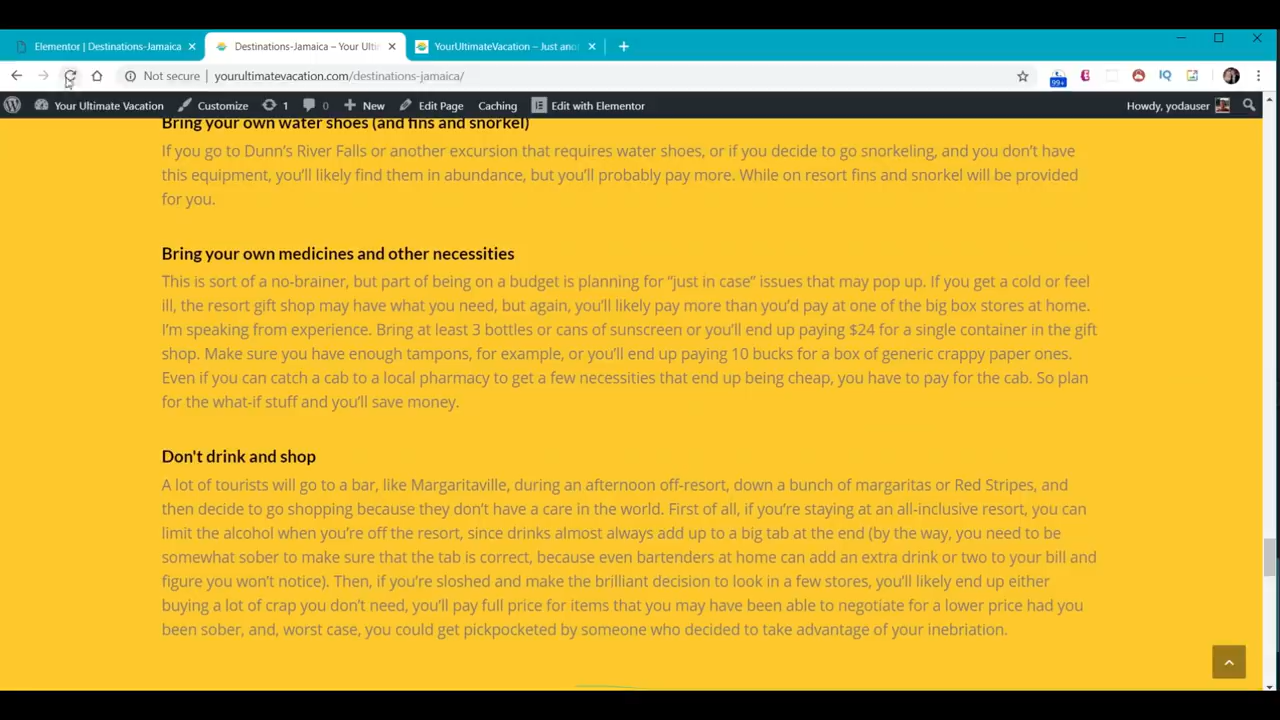 Elementor | Destinations-Jamaica
Destinations-Jamaica – Your Ulti
YourUltimateVacation – Just ano
Not secure | yourultimatevacation.com/destinations-jamaica/
99+
IQ
Your Ultimate Vacation Customize 1 0 New Edit Page Caching Edit with Elementor Howdy, yodauser
Bring your own water shoes (and fins and snorkel)
If you go to Dunn's River Falls or another excursion that requires water shoes, or if you decide to go snorkeling, and you don't have
this equipment, you'll likely find them in abundance, but you'll probably pay more. While on resort fins and snorkel will be provided
for you.
Bring your own medicines and other necessities
This is sort of a no-brainer, but part of being on a budget is planning for “just in case” issues that may pop up. If you get a cold or feel
ill, the resort gift shop may have what you need, but again, you'll likely pay more than you'd pay at one of the big box stores at home.
I'm speaking from experience. Bring at least 3 bottles or cans of sunscreen or you'll end up paying $24 for a single container in the gift
shop. Make sure you have enough tampons, for example, or you'll end up paying 10 bucks for a box of generic crappy paper ones.
Even if you can catch a cab to a local pharmacy to get a few necessities that end up being cheap, you have to pay for the cab. So plan
for the what-if stuff and you'll save money.
Don't drink and shop
A lot of tourists will go to a bar, like Margaritaville, during an afternoon off-resort, down a bunch of margaritas or Red Stripes, and
then decide to go shopping because they don't have a care in the world. First of all, if you're staying at an all-inclusive resort, you can
limit the alcohol when you're off the resort, since drinks almost always add up to a big tab at the end (by the way, you need to be
somewhat sober to make sure that the tab is correct, because even bartenders at home can add an extra drink or two to your bill and
figure you won't notice). Then, if you're sloshed and make the brilliant decision to look in a few stores, you'll likely end up either
buying a lot of crap you don't need, you'll pay full price for items that you may have been able to negotiate for a lower price had you
been sober, and, worst case, you could get pickpocketed by someone who decided to take advantage of your inebriation.